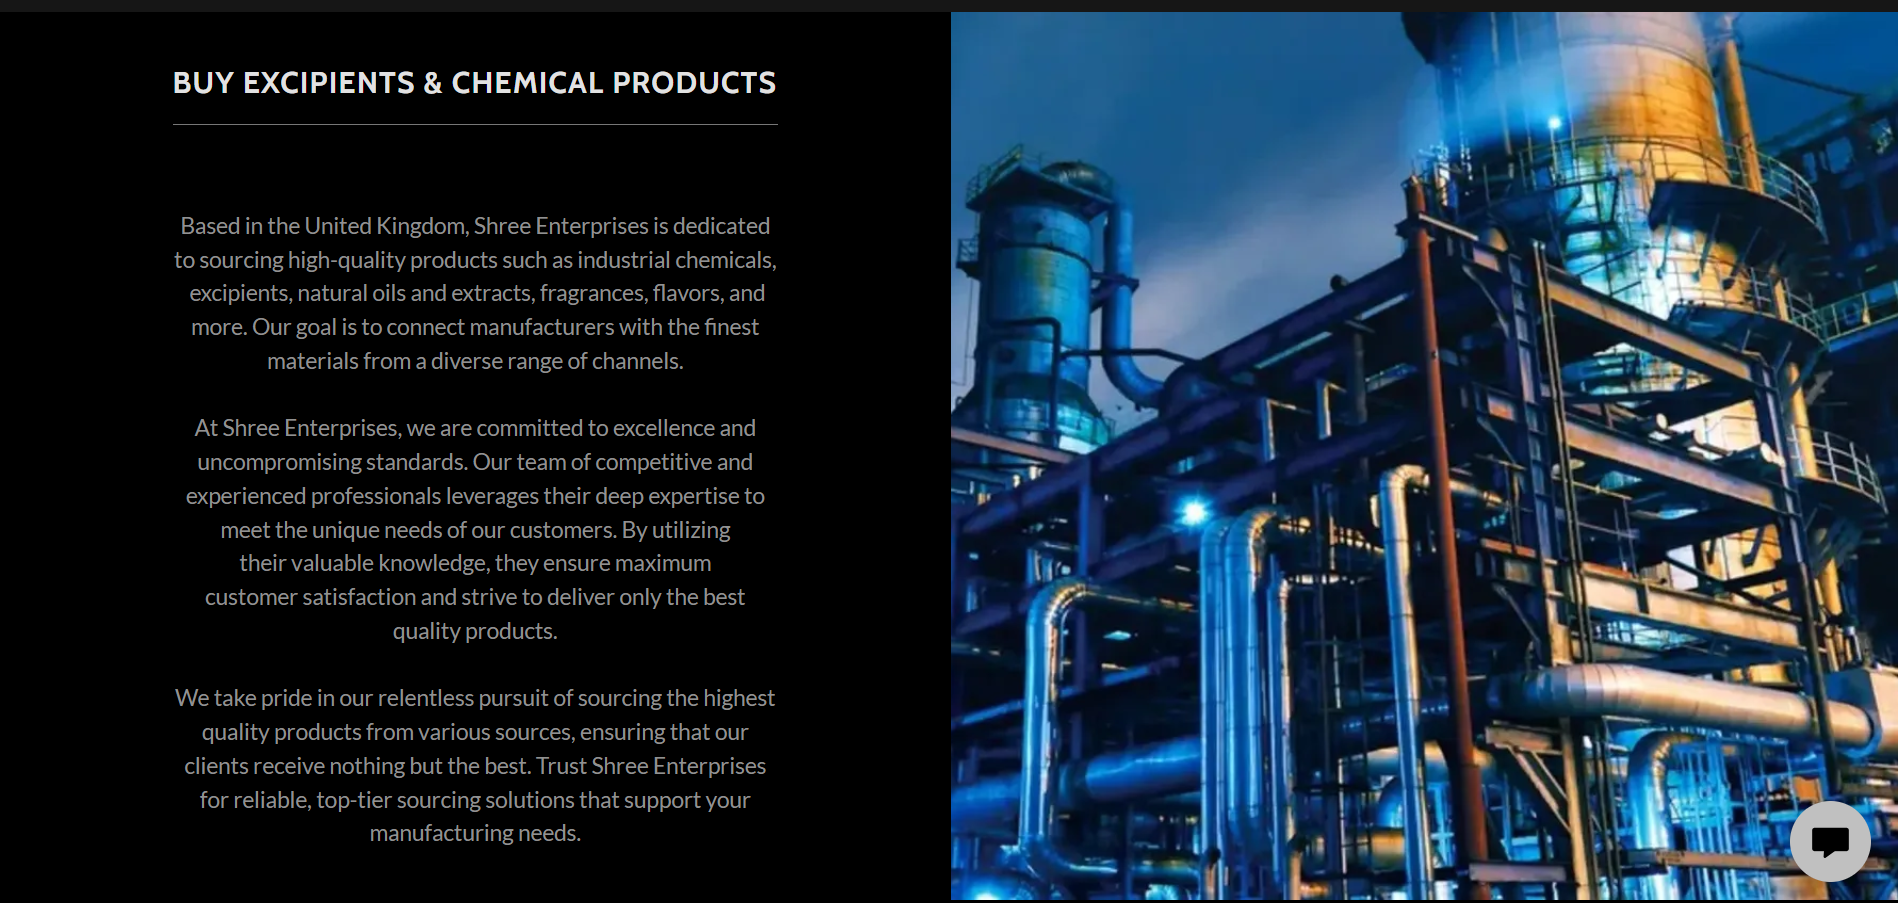 BUY EXCIPIENTS & CHEMICAL PRODUCTS
Based in the United Kingdom, Shree Enterprises is dedicated
to sourcing high-quality products such as industrial chemicals,
excipients, natural oils and extracts, fragrances, flavors, and
more. Our goal is to connect manufacturers with the finest
materials from a diverse range of channels.
At Shree Enterprises, we are committed to excellence and
uncompromising standards. Our team of competitive and
experienced professionals leverages their deep expertise to
meet the unique needs of our customers. By utilizing
their valuable knowledge, they ensure maximum
customer satisfaction and strive to deliver only the best
quality products.
We take pride in our relentless pursuit of sourcing the highest
quality products from various sources, ensuring that our
clients receive nothing but the best. Trust Shree Enterprises
for reliable, top-tier sourcing solutions that support your
manufacturing needs.